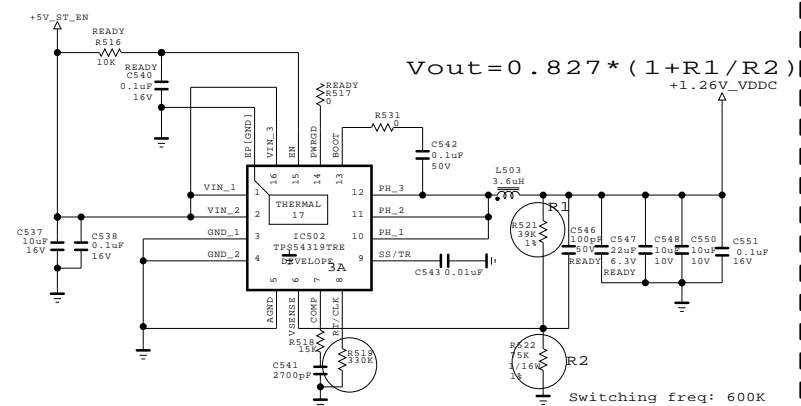 +5V_ST_EN
READY
R516
10K
READY
C540
0.1uF
16V
READY
R517
0
Vout=0.827*(1+R1/R2)
+1.26V_VDDC
R531
0
C542
0.1uF
50V
EP[GND]
VIN_3
EN
PWRGD
BOOT
16
15
14
13
L503
3.6uH
VIN_1
1
THERMAL
17
12
PH_3
VIN_2
2
11
PH_2
GND_1
3
IC502
TPS54319TRE
10
PH_1
GND_2
4
DEVELOPE
3A
9
SS/TR
C543
0.01uF
R1
R521
39K
1%
C546
100pF
50V
READY
C547
22uF
6.3V
READY
C548
10uF
10V
C550
10uF
10V
C551
0.1uF
16V
C537
10uF
16V
C538
0.1uF
16V
5
6
7
8
AGND
VSENSE
COMP
RT/CLK
R518
15K
R519
330K
C541
2700pF
R522
75K
1/16W
1%
R2
Switching freq: 600K